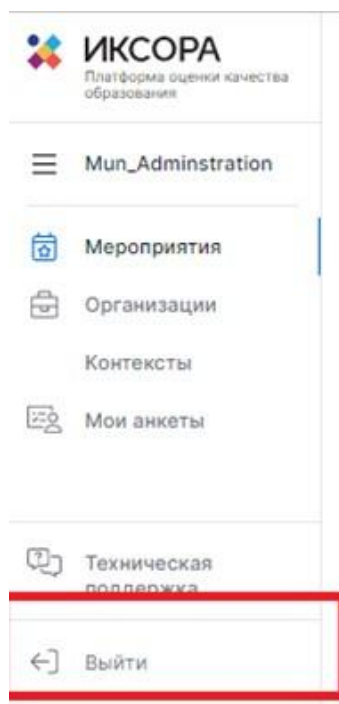 ИКСОРА
Платформа оценки качества
образования
Mun_Adminstration
Мероприятия
Организации
Контексты
Мои анкеты
Техническая
поддержка
Выйти